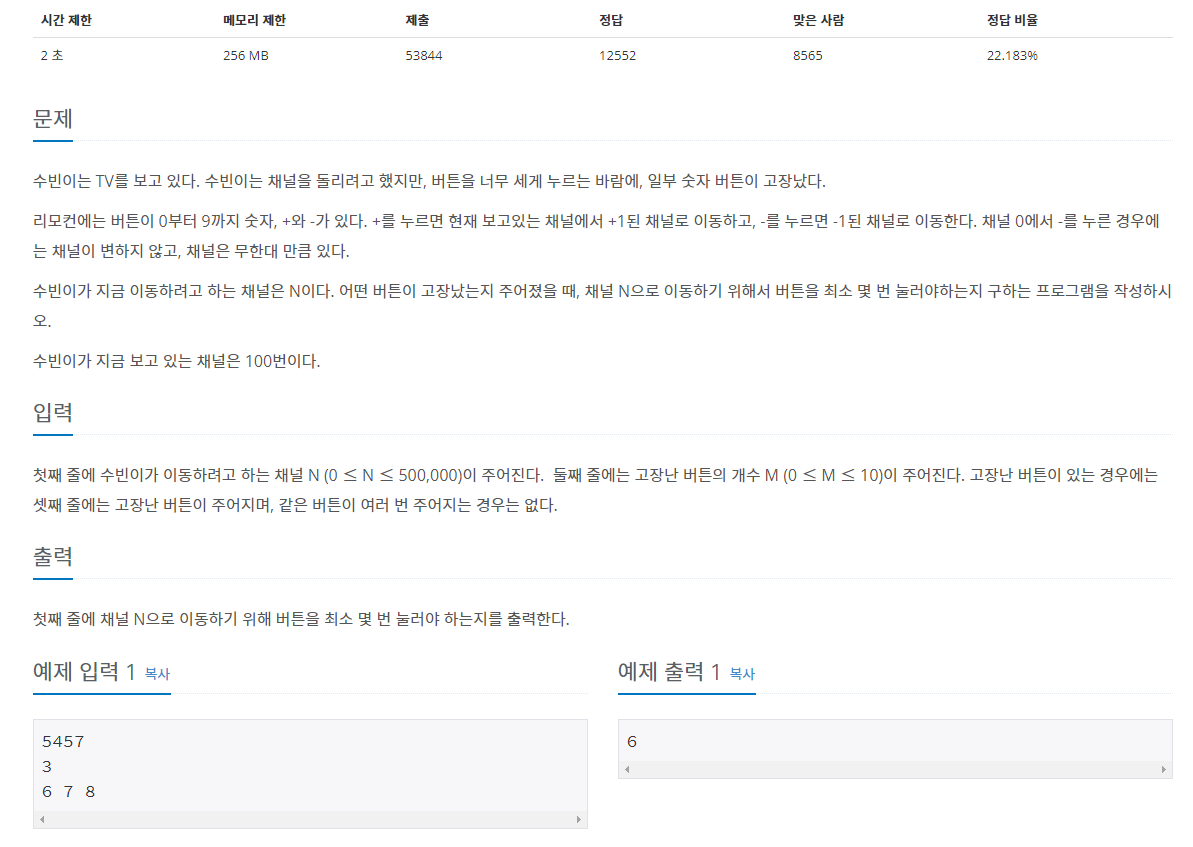 시간 제한 메모리 제한 제출 정답 맞은 사람 정답 비율
2 초 256 MB 53844 12552 8565 22.183%
문제
수빈이는 TV를 보고 있다. 수빈이는 채널을 돌리려고 했지만, 버튼을 너무 세게 누르는 바람에, 일부 숫자 버튼이 고장났다.
리모컨에는 버튼이 0부터 9까지 숫자, +와 -가 있다. +를 누르면 현재 보고있는 채널에서 +1된 채널로 이동하고, -를 누르면 -1된 채널로 이동한다. 채널 0에서 -를 누른 경우에
는 채널이 변하지 않고, 채널은 무한대 만큼 있다.
수빈이가 지금 이동하려고 하는 채널은 N이다. 어떤 버튼이 고장났는지 주어졌을 때, 채널 N으로 이동하기 위해서 버튼을 최소 몇 번 눌러야하는지 구하는 프로그램을 작성하시
오.
수빈이가 지금 보고 있는 채널은 100번이다.
입력
첫째 줄에 수빈이가 이동하려고 하는 채널 N (0 ≤ N ≤ 500,000)이 주어진다. 둘째 줄에는 고장난 버튼의 개수 M (0 ≤ M ≤ 10)이 주어진다. 고장난 버튼이 있는 경우에는
셋째 줄에는 고장난 버튼이 주어지며, 같은 버튼이 여러 번 주어지는 경우는 없다.
출력
첫째 줄에 채널 N으로 이동하기 위해 버튼을 최소 몇 번 눌러야 하는지를 출력한다.
예제 입력 1 복사
5457
3
6 7 8
예제 출력 1 복사
6